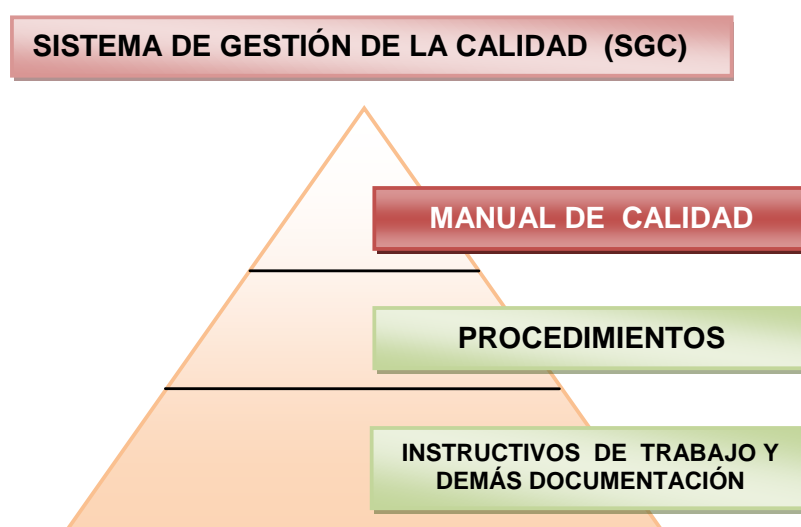 SISTEMA DE GESTIÓN DE LA CALIDAD (SGC)
MANUAL DE CALIDAD
PROCEDIMIENTOS
INSTRUCTIVOS DE TRABAJO Y
DEMÁS DOCUMENTACIÓN